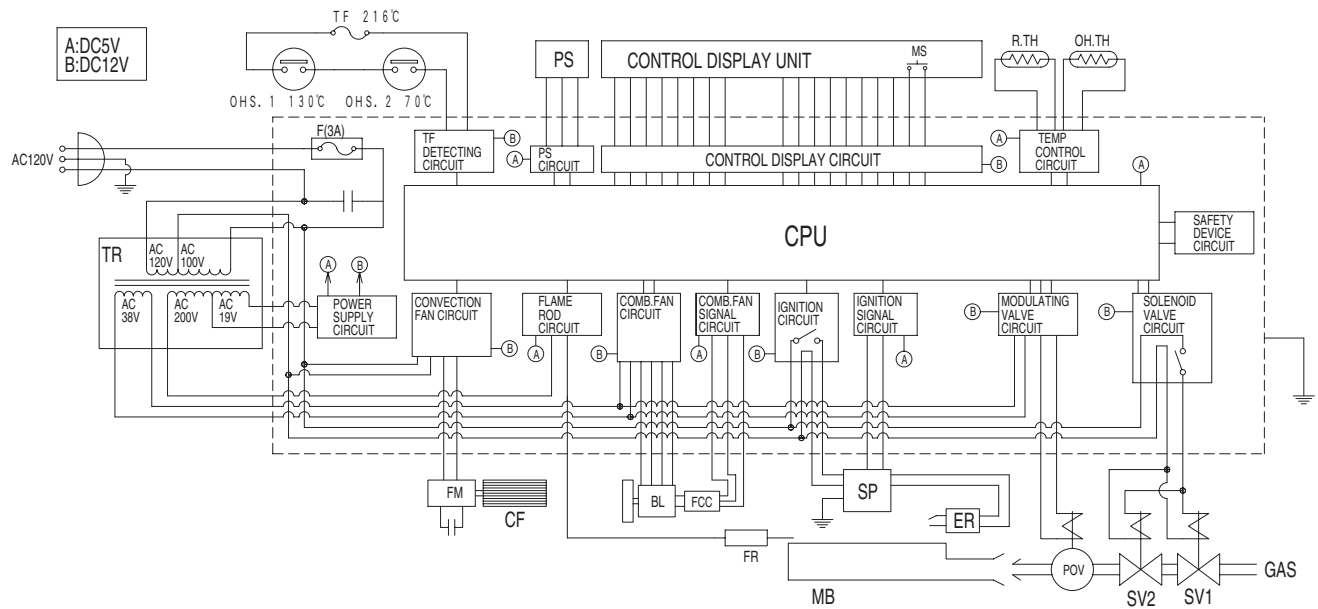 TF 216℃
A:DC5V
B:DC12V
OHS. 1 130℃
OHS. 2 70℃
PS
CONTROL DISPLAY UNIT
MS
R.TH
OH.TH
F(3A)
AC120V
TF
DETECTING
CIRCUIT
B
A
PS
CIRCUIT
CONTROL DISPLAY CIRCUIT
B
A
TEMP
CONTROL
CIRCUIT
A
CPU
SAFETY
DEVICE
CIRCUIT
TR
AC
120V
AC
100V
AC
38V
AC
200V
AC
19V
A
B
POWER
SUPPLY
CIRCUIT
CONVECTION
FAN CIRCUIT
B
FLAME
ROD
CIRCUIT
A
COMB.FAN
CIRCUIT
B
COMB.FAN
SIGNAL
CIRCUIT
A
IGNITION
CIRCUIT
B
IGNITION
SIGNAL
CIRCUIT
A
MODULATING
VALVE
CIRCUIT
B
SOLENOID
VALVE
CIRCUIT
B
FM
CF
BL
FCC
SP
ER
FR
MB
POV
SV2
SV1
GAS